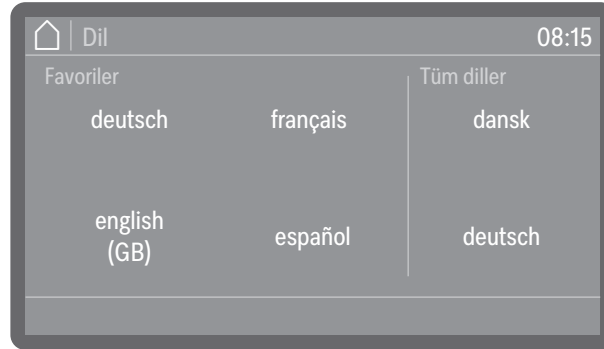 Dil 08:15
Favoriler Tüm diller
deutsch français dansk
english
(GB) español deutsch